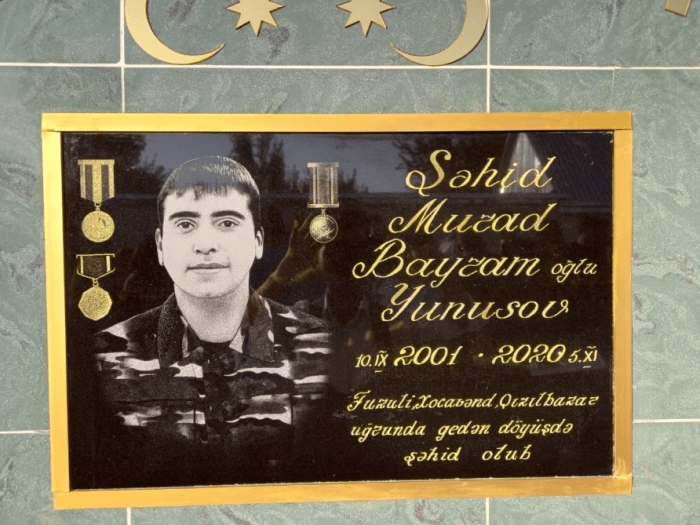 Şəhid
Murad
Bayram oğlu
Yunusov
10.IX 2001 · 2020 5.XI
Fuzuli, Xocavənd, Qızılbazar
uğrunda gedən döyüşdə
şəhid olub